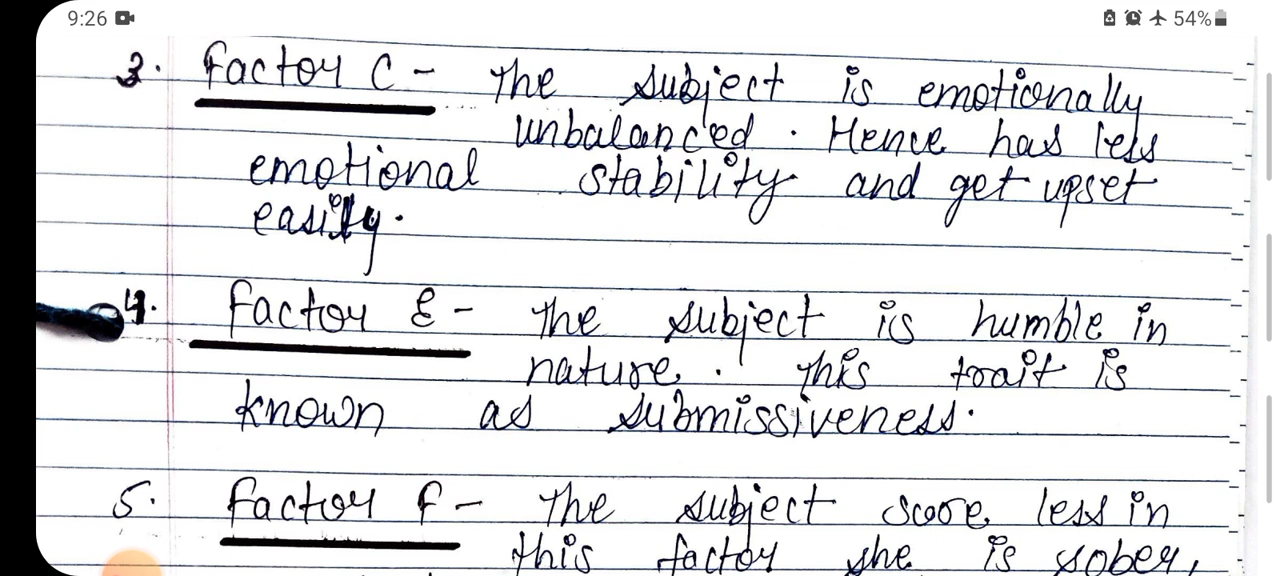 9:26
54%
3. Factor C - The subject is emotionally
unbalanced. Hence has less
emotional stability and get upset
easily.
4. Factor E - The subject is humble in
nature. This trait is
known as submissiveness.
5. Factor F - The subject score less in
this factor she is sober,